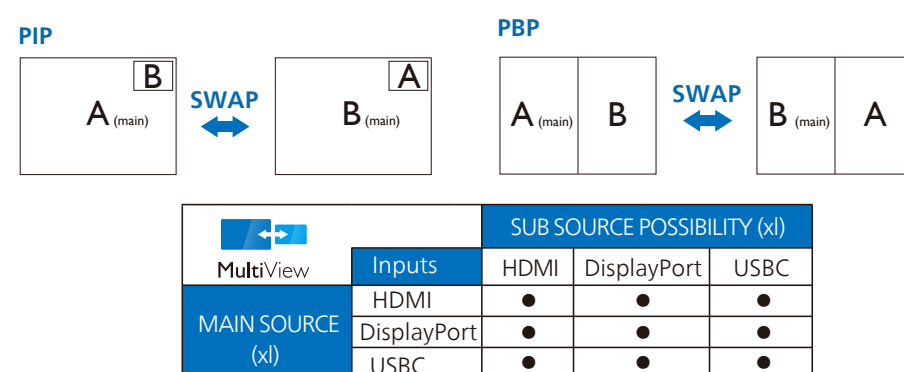 PIP
PBP
B
A (main)
SWAP
A
B (main)
A (main)
B
SWAP
B (main)
A
SUB SOURCE POSSIBILITY (xl)
MultiView
Inputs
HDMI
DisplayPort
USBC
MAIN SOURCE
(xl)
HDMI
● ● ●
DisplayPort
● ● ●
USBC
● ● ●